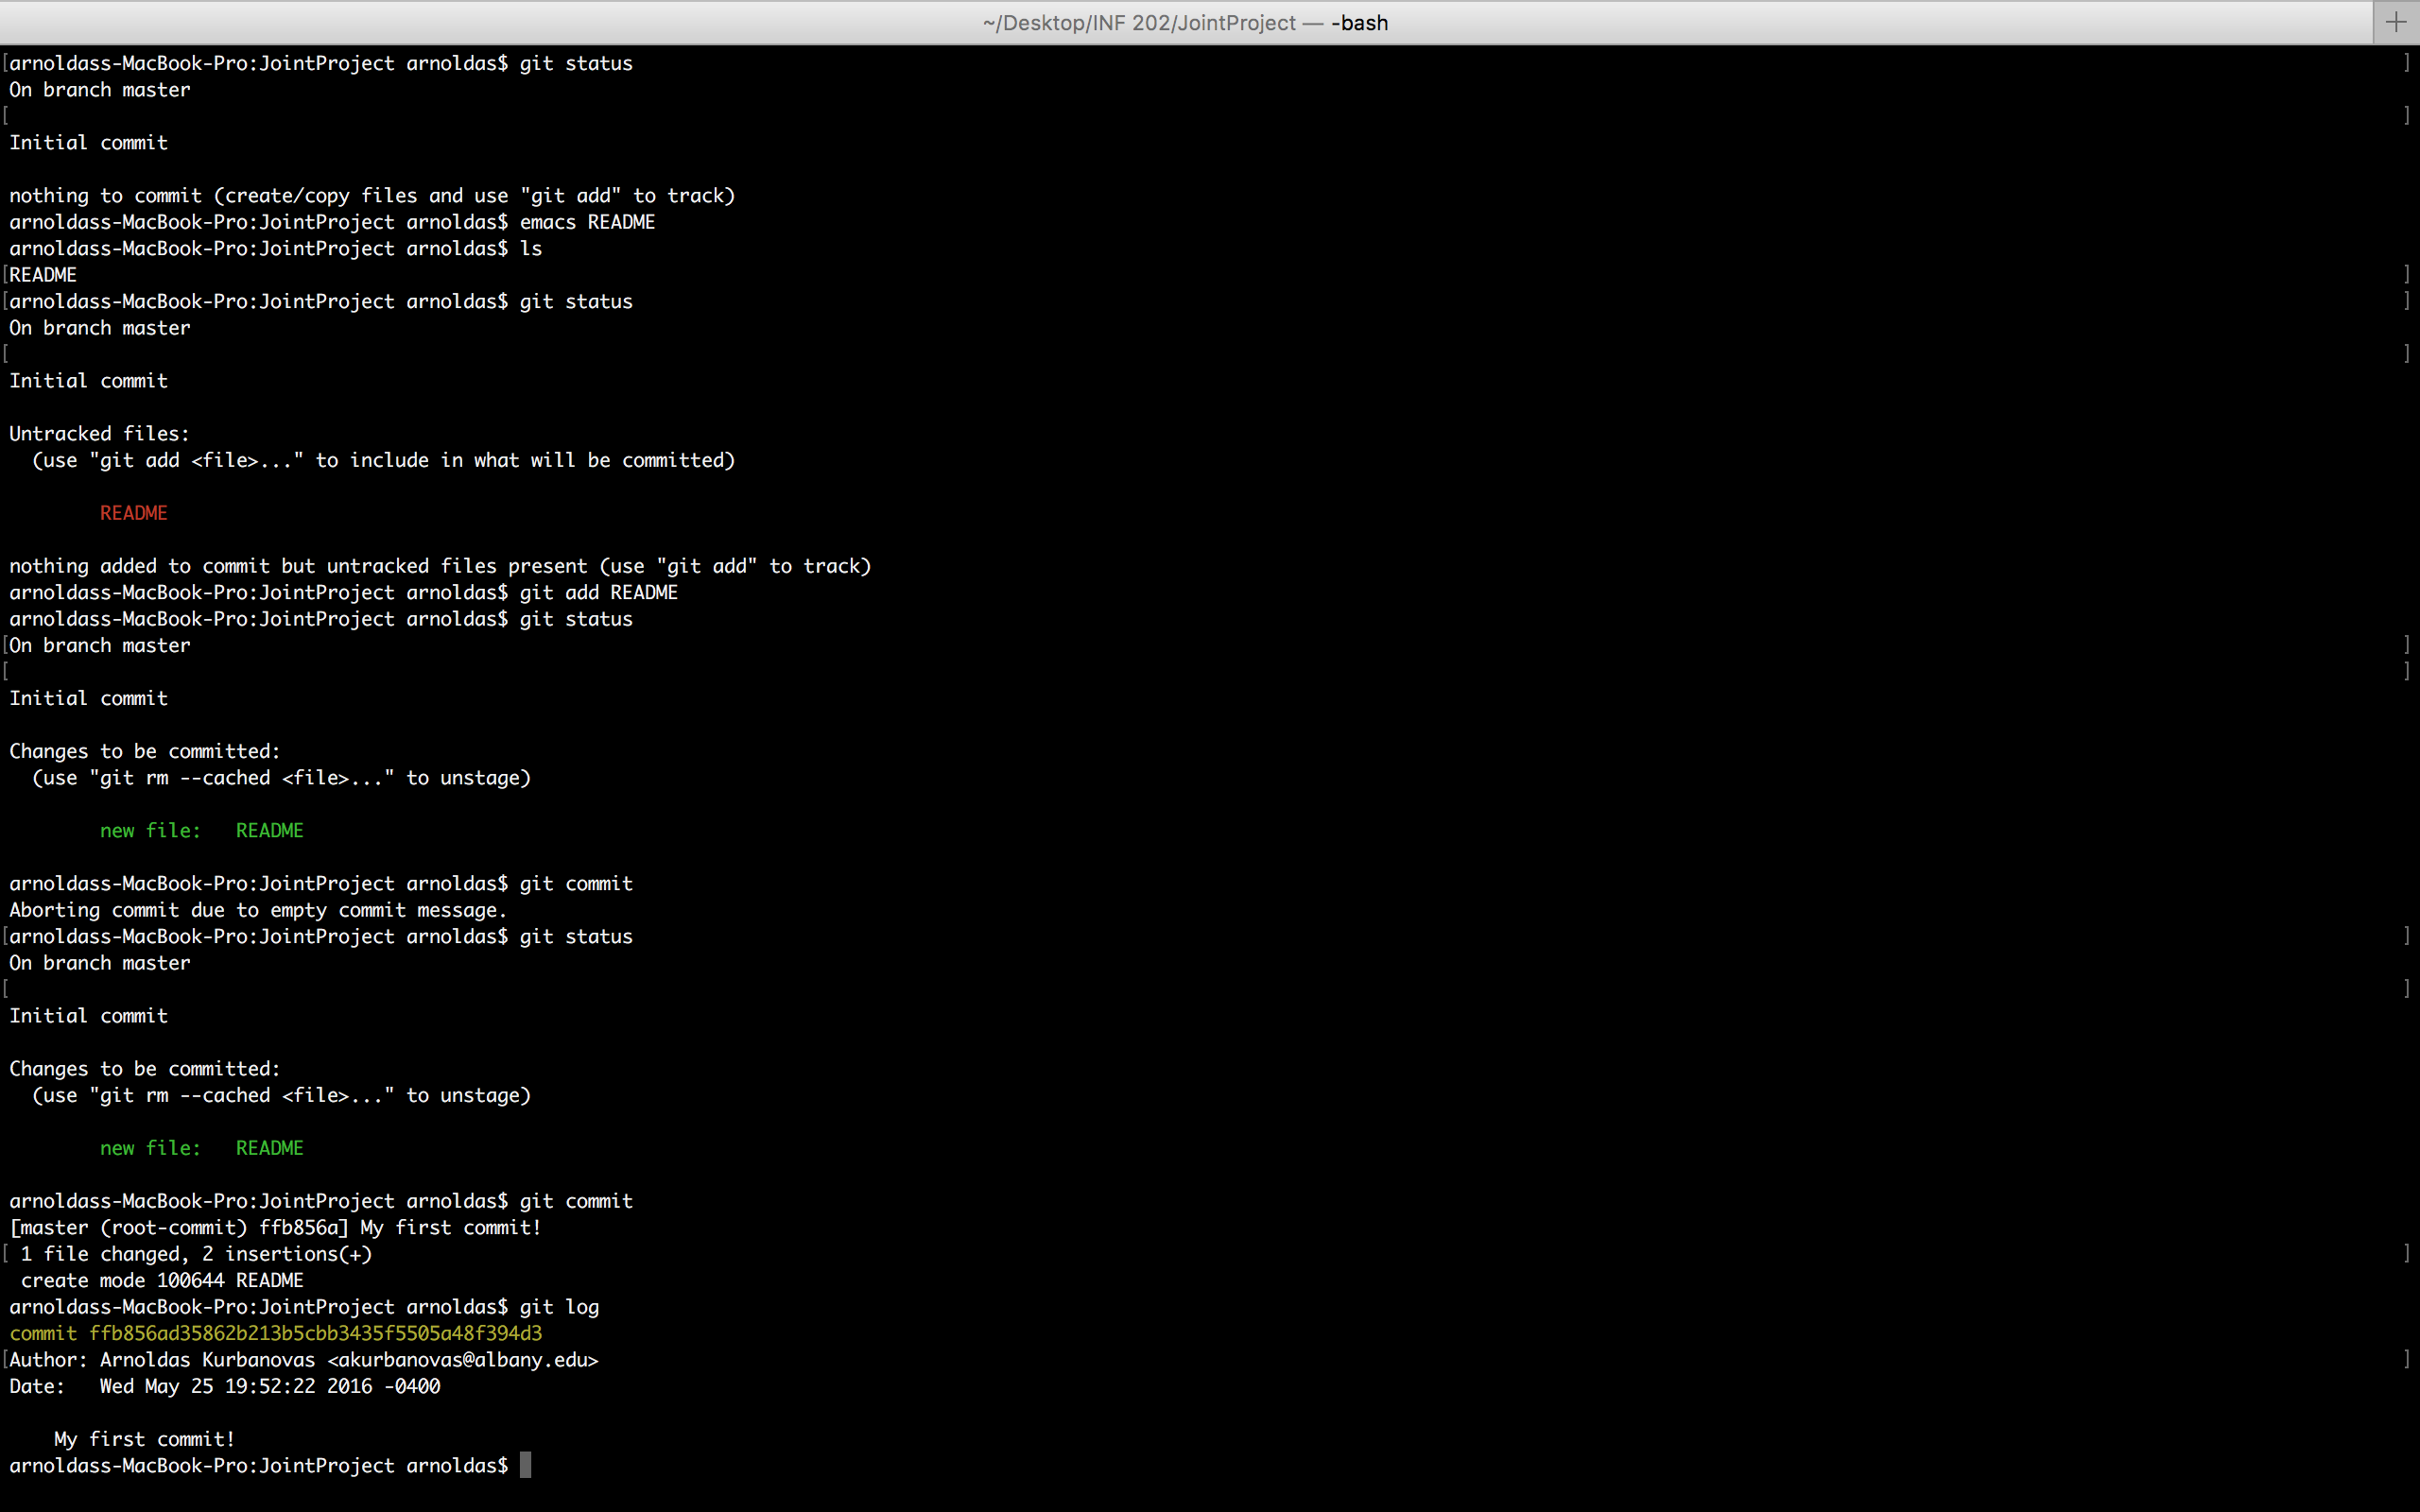 ~/Desktop/INF 202/JointProject — -bash
[arnoldass-MacBook-Pro:JointProject arnoldas$ git status ]
On branch master
[ ]
Initial commit
nothing to commit (create/copy files and use "git add" to track)
arnoldass-MacBook-Pro:JointProject arnoldas$ emacs README
arnoldass-MacBook-Pro:JointProject arnoldas$ ls
[README ]
[arnoldass-MacBook-Pro:JointProject arnoldas$ git status ]
On branch master
[ ]
Initial commit
Untracked files:
  (use "git add <file>..." to include in what will be committed)
        README
nothing added to commit but untracked files present (use "git add" to track)
arnoldass-MacBook-Pro:JointProject arnoldas$ git add README
arnoldass-MacBook-Pro:JointProject arnoldas$ git status
[On branch master ]
[ ]
Initial commit
Changes to be committed:
  (use "git rm --cached <file>..." to unstage)
        new file:   README
arnoldass-MacBook-Pro:JointProject arnoldas$ git commit
Aborting commit due to empty commit message.
[arnoldass-MacBook-Pro:JointProject arnoldas$ git status ]
On branch master
[ ]
Initial commit
Changes to be committed:
  (use "git rm --cached <file>..." to unstage)
        new file:   README
arnoldass-MacBook-Pro:JointProject arnoldas$ git commit
[master (root-commit) ffb856a] My first commit!
[ 1 file changed, 2 insertions(+) ]
 create mode 100644 README
arnoldass-MacBook-Pro:JointProject arnoldas$ git log
commit ffb856ad35862b213b5cbb3435f5505a48f394d3
[Author: Arnoldas Kurbanovas <akurbanovas@albany.edu> ]
Date:   Wed May 25 19:52:22 2016 -0400
    My first commit!
arnoldass-MacBook-Pro:JointProject arnoldas$